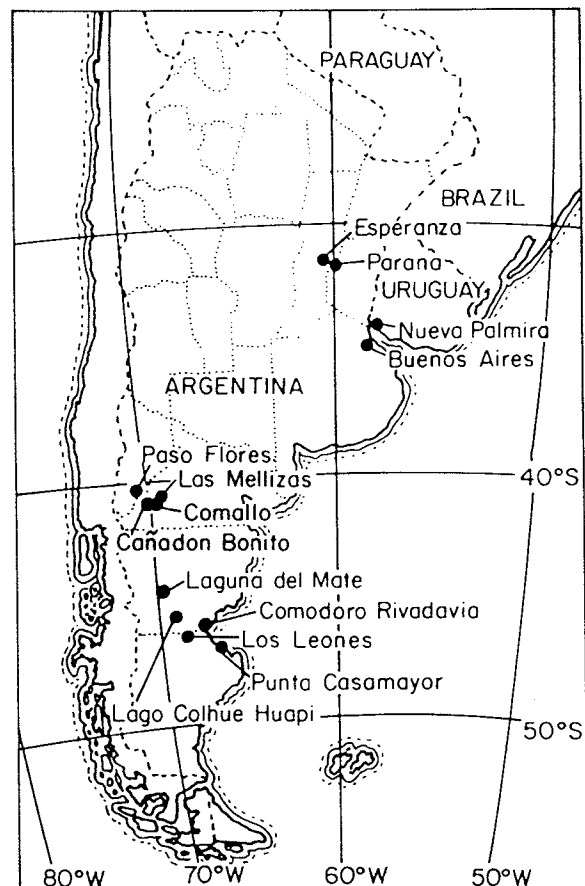 PARAGUAY
BRAZIL
Esperanza
Parana
URUGUAY
Nueva Palmira
Buenos Aires
ARGENTINA
Paso Flores
Las Mellizas
40°S
Comallo
Cañadon Bonito
Laguna del Mate
Comodoro Rivadavia
Los Leones
Punta Casamayor
Lago Colhue Huapi
50°S
80°W
70°W
60°W
50°W